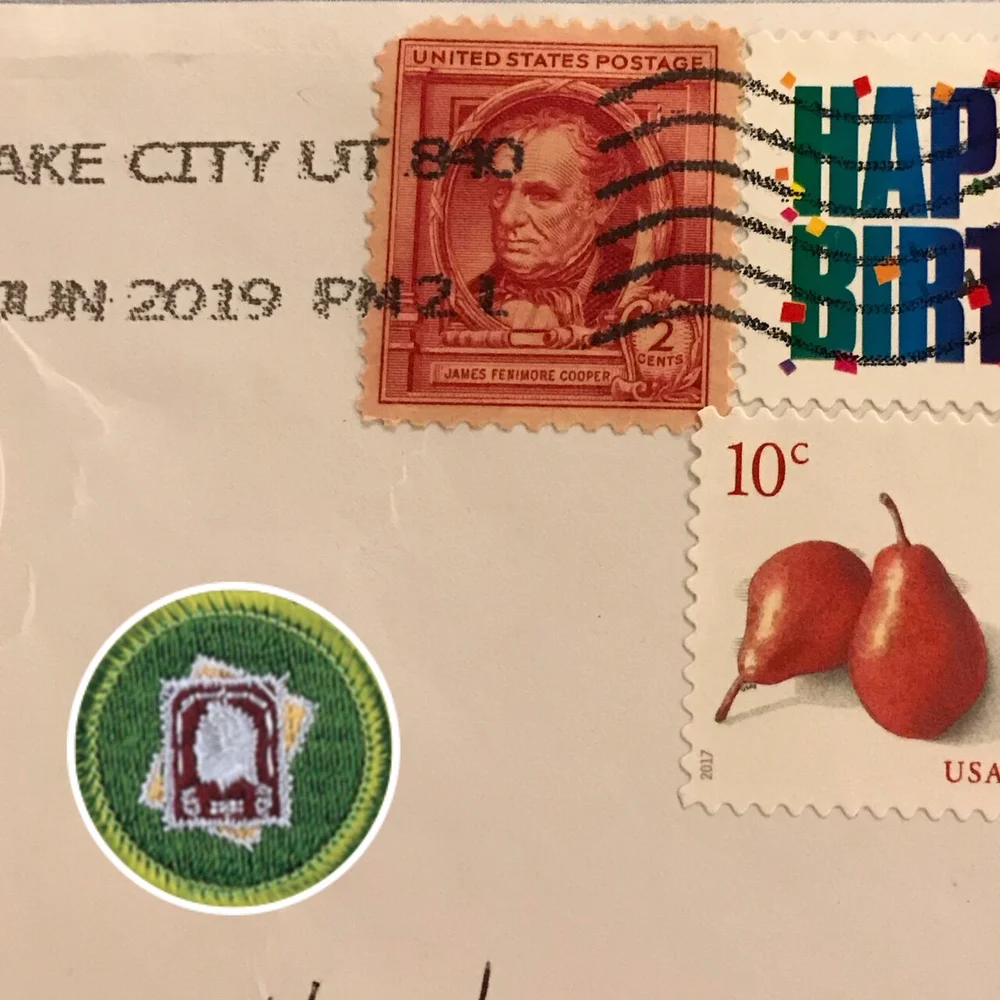 UNITED STATES POSTAGE
AKE CITY UT 840
JUN 2019 PM 2 L
2
CENTS
JAMES FENIMORE COOPER
HAP
BIRT
10c
2017
USA